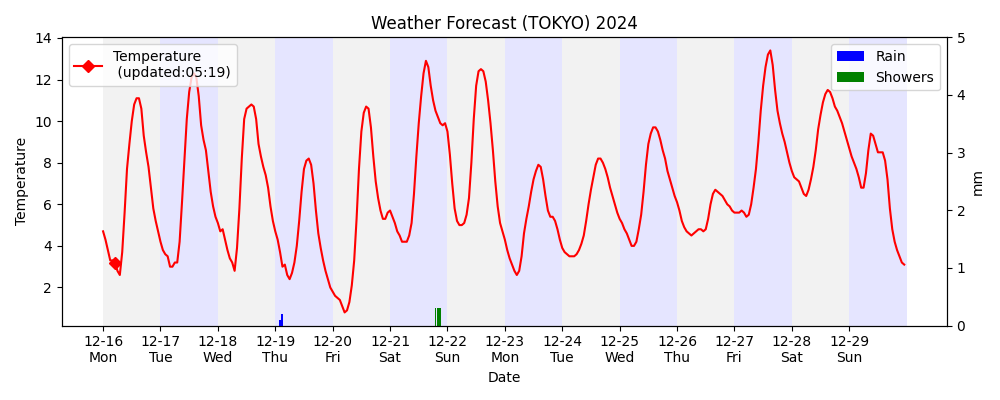 Weather Forecast (TOKYO) 2024
Temperature
(updated:05:19)
Rain
Showers
Temperature
14
12
10
8
6
4
2
5
4
3
2
1
0
mm
12-16 12-17 12-18 12-19 12-20 12-21 12-22 12-23 12-24 12-25 12-26 12-27 12-28 12-29
Mon Tue Wed Thu Fri Sat Sun Mon Tue Wed Thu Fri Sat Sun
Date